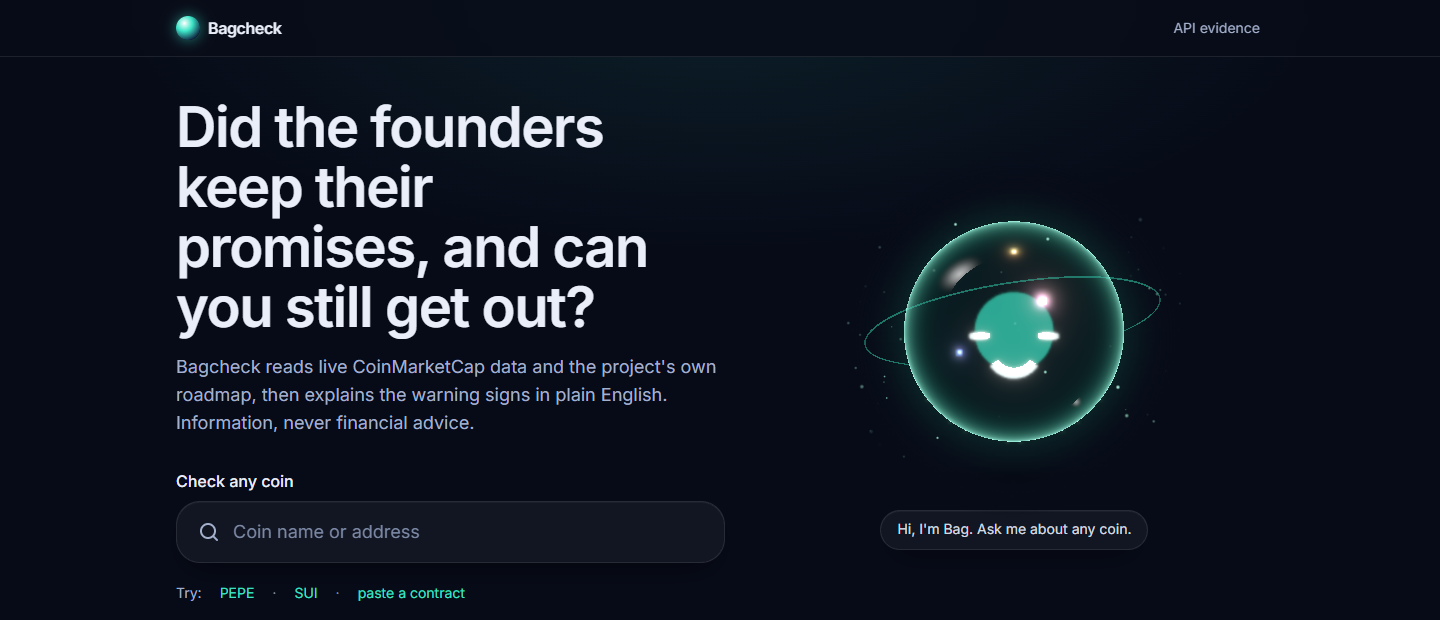 Bagcheck
API evidence
Did the founders
keep their
promises, and can
you still get out?
Bagcheck reads live CoinMarketCap data and the project's own
roadmap, then explains the warning signs in plain English.
Information, never financial advice.
Check any coin
Coin name or address
Hi, I'm Bag. Ask me about any coin.
Try: PEPE · SUI · paste a contract